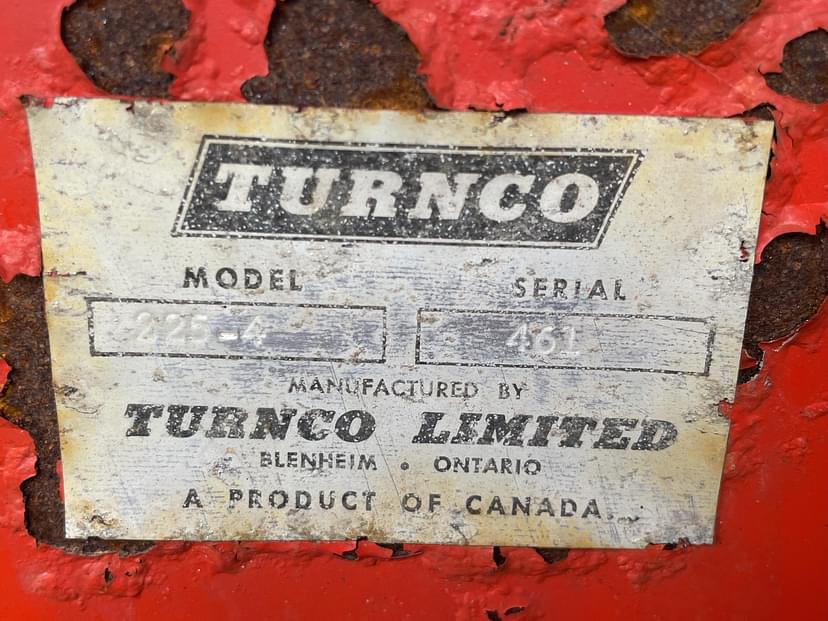 TURNCO
MODEL SERIAL
225-4 461
MANUFACTURED BY
TURNCO LIMITED
BLENHEIM • ONTARIO
A PRODUCT OF CANADA